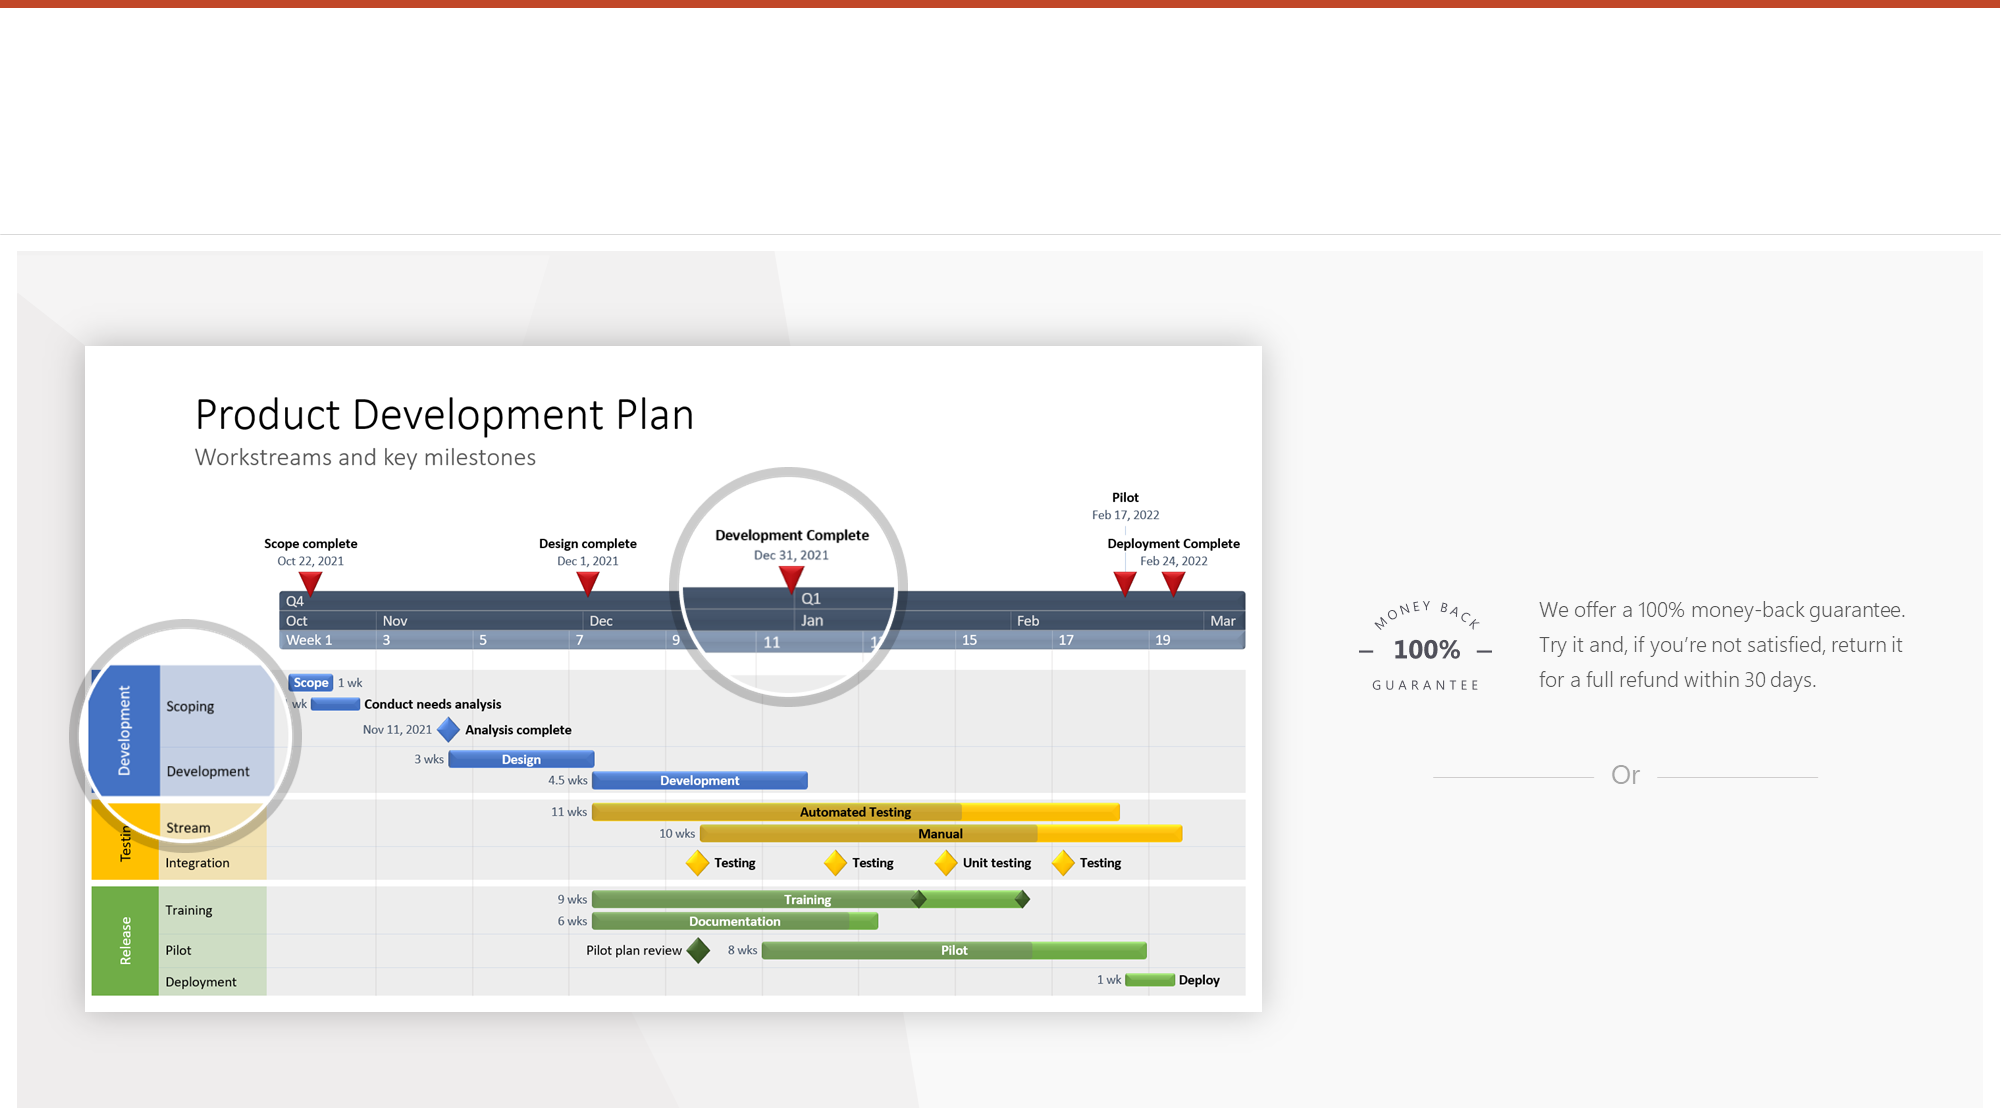 Product Development Plan
Workstreams and key milestones
Pilot
Feb 17, 2022
Scope complete
Oct 22, 2021
Design complete
Dec 1, 2021
Development Complete
Dec 31, 2021
Deployment Complete
Feb 24, 2022
Q4 Q1
Oct Nov Dec Jan Feb Mar
Week 1 3 5 7 9 11 15 17 19
Development
Scoping
Scope 1 wk
wk Conduct needs analysis
Nov 11, 2021 Analysis complete
Development
3 wks Design
4.5 wks Development
Stream
11 wks Automated Testing
10 wks Manual
Integration
Testing Testing Unit testing Testing
Release
Training
9 wks Training
6 wks Documentation
Pilot
Pilot plan review 8 wks Pilot
Deployment
1 wk Deploy
MONEY BACK
100%
GUARANTEE
We offer a 100% money-back guarantee.
Try it and, if you're not satisfied, return it
for a full refund within 30 days.
Or